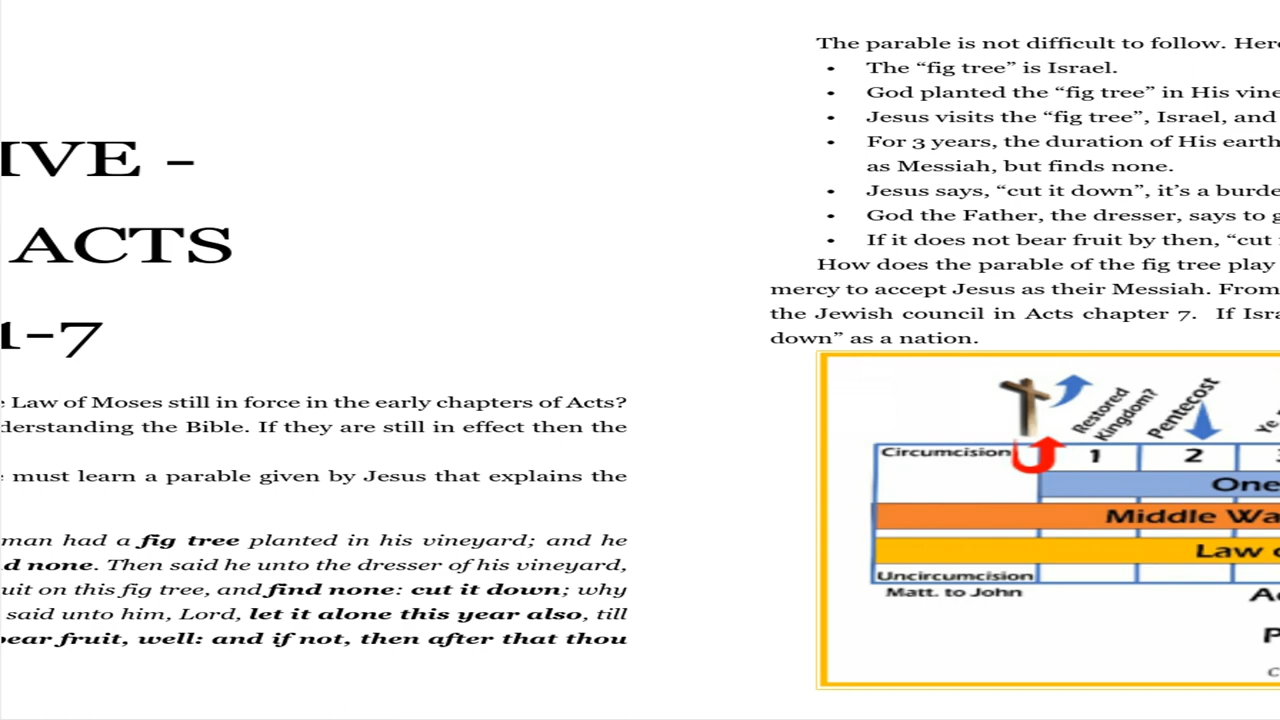 IVE -
ACTS
1-7
Law of Moses still in force in the early chapters of Acts?
derstanding the Bible. If they are still in effect then the
must learn a parable given by Jesus that explains the
man had a fig tree planted in his vineyard; and he
d none. Then said he unto the dresser of his vineyard,
uit on this fig tree, and find none: cut it down; why
said unto him, Lord, let it alone this year also, till
bear fruit, well: and if not, then after that thou
The parable is not difficult to follow. Here
• The “fig tree” is Israel.
• God planted the “fig tree” in His vine
• Jesus visits the “fig tree”, Israel, and
• For 3 years, the duration of His earth
as Messiah, but finds none.
• Jesus says, “cut it down”, it’s a burde
• God the Father, the dresser, says to g
• If it does not bear fruit by then, “cut
How does the parable of the fig tree play
mercy to accept Jesus as their Messiah. From
the Jewish council in Acts chapter 7. If Isra
down” as a nation.
Restored
Kingdom?
Pentecost
Ye
Circumcision
1
2
One
Middle Wa
Law
Uncircumcision
Matt. to John
A
P